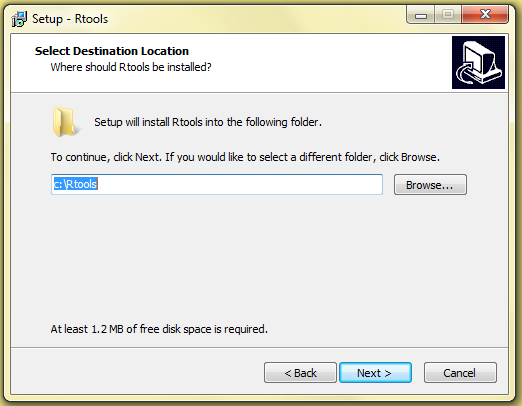 Setup - Rtools
Select Destination Location
Where should Rtools be installed?
Setup will install Rtools into the following folder.
To continue, click Next. If you would like to select a different folder, click Browse.
c:\Rtools
Browse...
At least 1.2 MB of free disk space is required.
< Back
Next >
Cancel